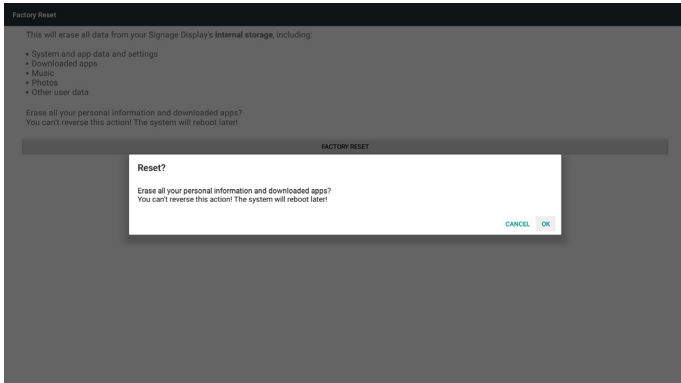 Factory Reset
This will erase all data from your Signage Display's internal storage, including:
• System and app data and settings
• Downloaded apps
• Music
• Photos
• Other user data
Erase all your personal information and downloaded apps?
You can't reverse this action! The system will reboot later!
FACTORY RESET
Reset?
Erase all your personal information and downloaded apps?
You can't reverse this action! The system will reboot later!
CANCEL OK